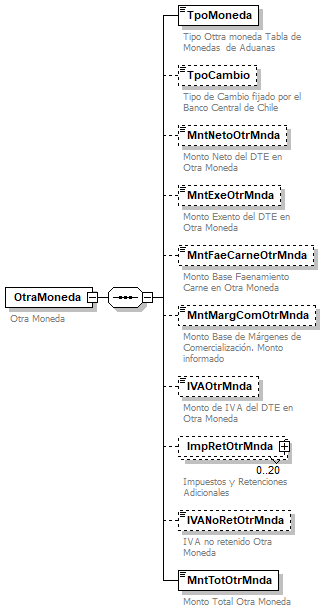 TpoMoneda
Tipo Ottra moneda Tabla de
Monedas de Aduanas
TpoCambio
Tipo de Cambio fijado por el
Banco Central de Chile
MntNetoOtrMnda
Monto Neto del DTE en
Otra Moneda
MntExeOtrMnda
Monto Exento del DTE en
Otra Moneda
MntFaeCarneOtrMnda
Monto Base Faenamiento
Carne en Otra Moneda
OtraMoneda
Otra Moneda
MntMargComOtrMnda
Monto Base de Márgenes de
Comercialización. Monto
informado
IVAOtrMnda
Monto de IVA del DTE en
Otra Moneda
ImpRetOtrMnda
0..20
Impuestos y Retenciones
Adicionales
IVANoRetOtrMnda
IVA no retenido Otra
Moneda
MntTotOtrMnda
Monto Total Otra Moneda